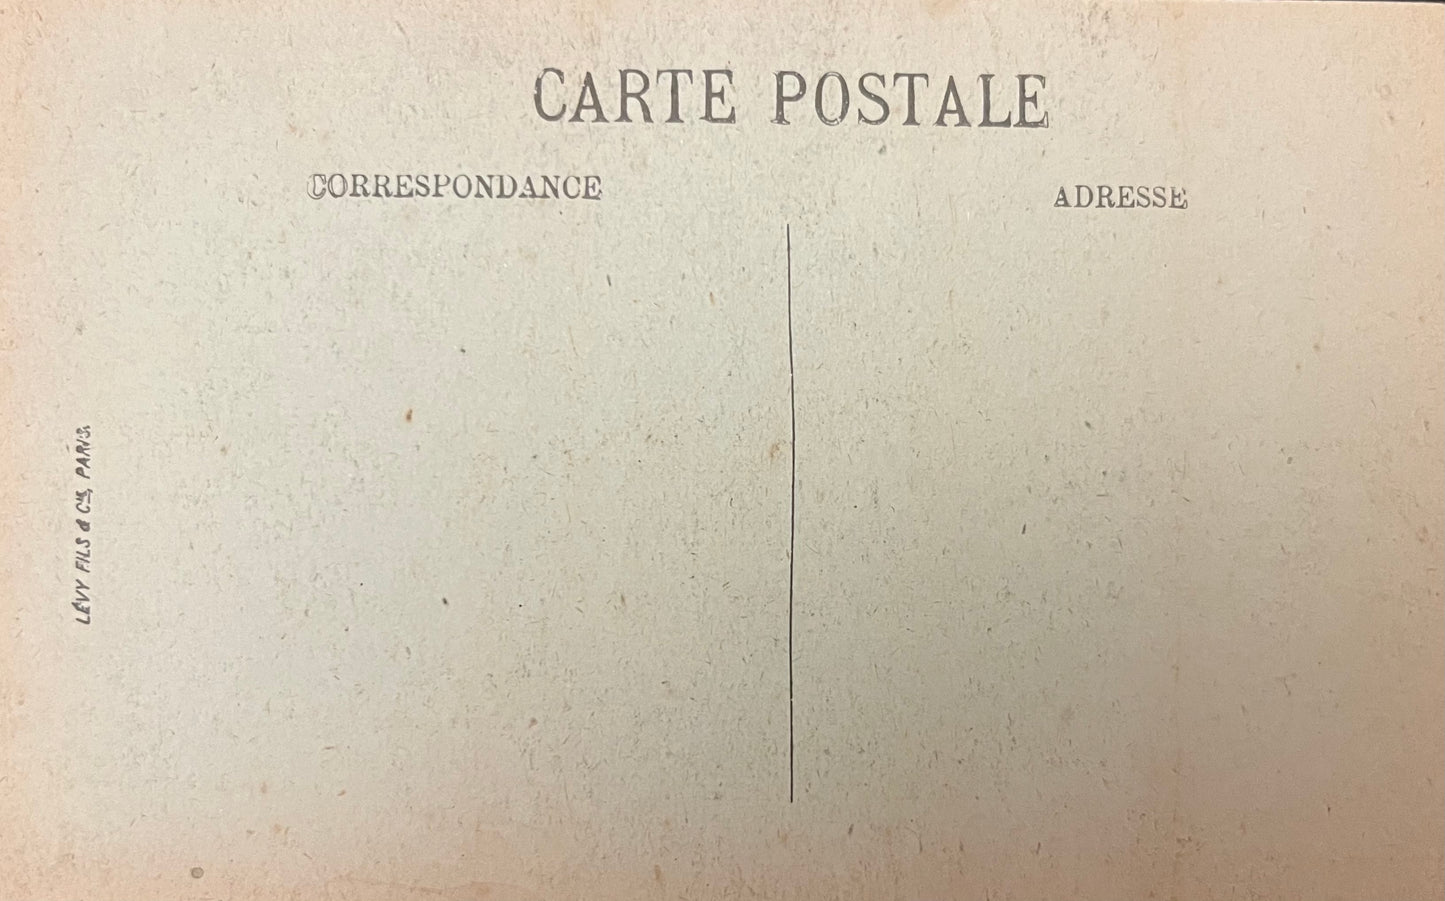 CARTE POSTALE
CORRESPONDANCE
ADRESSE
LÉVY FILS & Cie, PARIS.